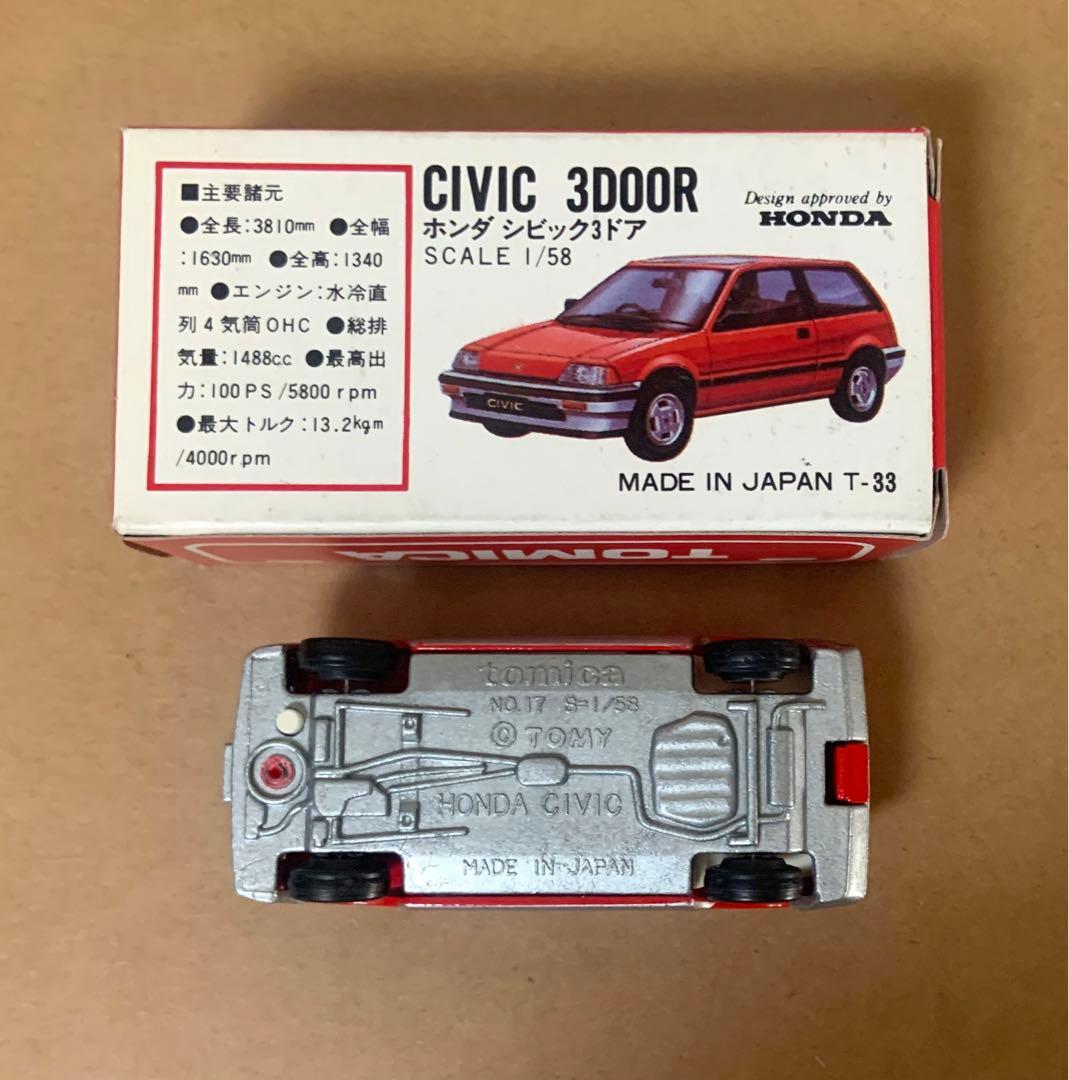 ■主要諸元
●全長:3810mm ●全幅
:1630mm ●全高:1340
mm ●エンジン:水冷直
列4気筒OHC ●総排
気量:1488cc ●最高出
力:100PS/5800rpm
●最大トルク:13.2kgm
/4000r.pm
CIVIC 3DOOR
ホンダ シビック3ドア
SCALE 1/58
Design approved by
HONDA
CIVIC
MADE IN JAPAN T-33
TOMICA
tomica
NO.17 S=1/58
© TOMY
HONDA CIVIC
MADE IN JAPAN